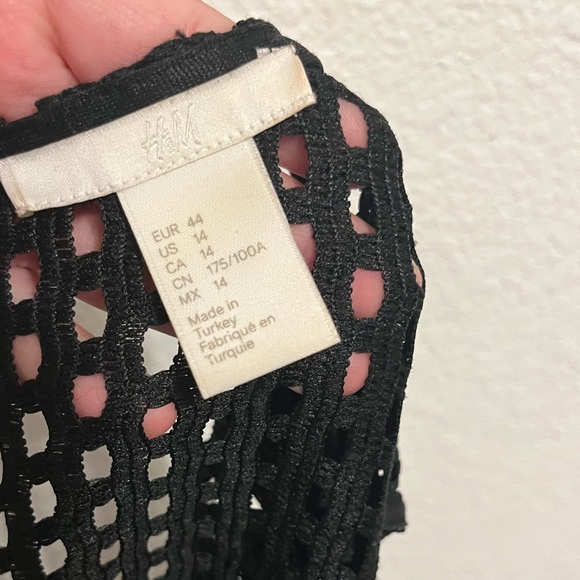 H&M
EUR 44
US 14
CA 14
CN 175/100A
MX 14
Made in
Turkey
Fabriqué en
Turquie